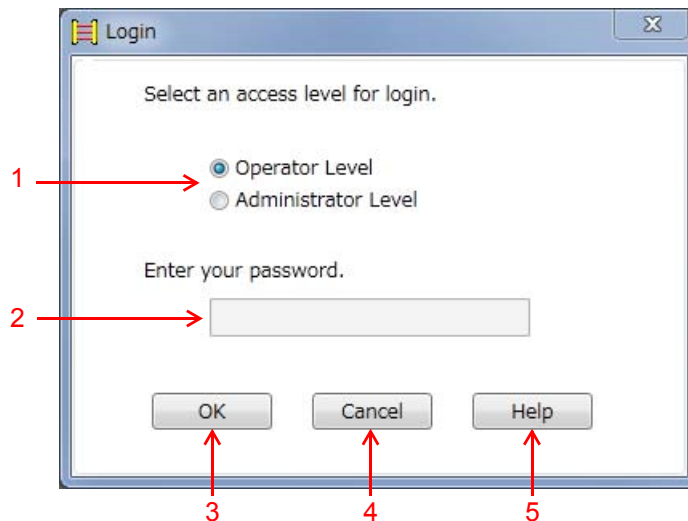 Login
Select an access level for login.
1
Operator Level
Administrator Level
Enter your password.
2
OK Cancel Help
3 4 5